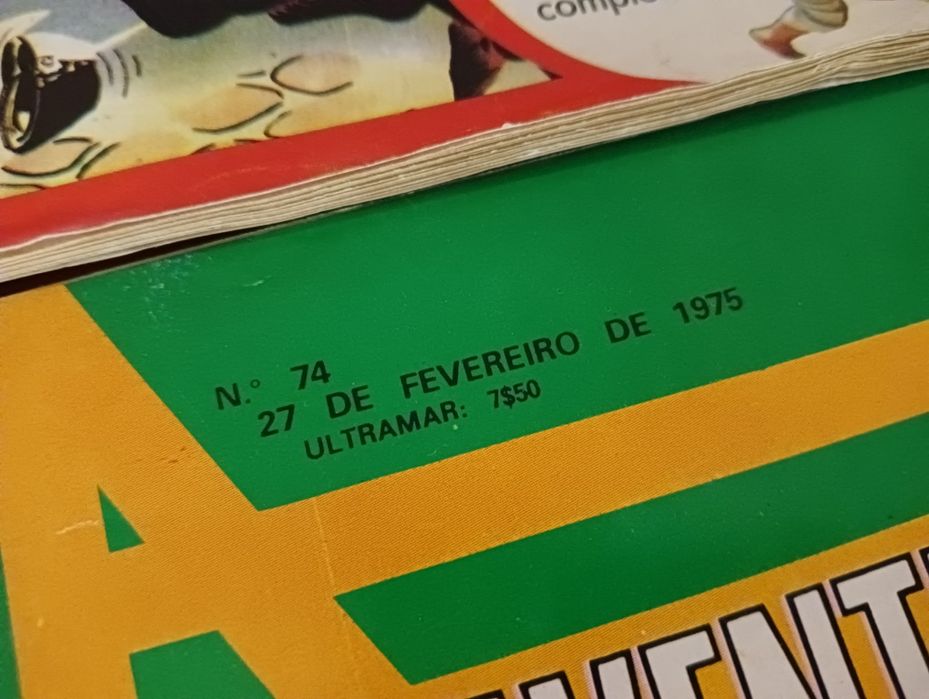 N.º 74
27 DE FEVEREIRO DE 1975
ULTRAMAR: 7$50
A